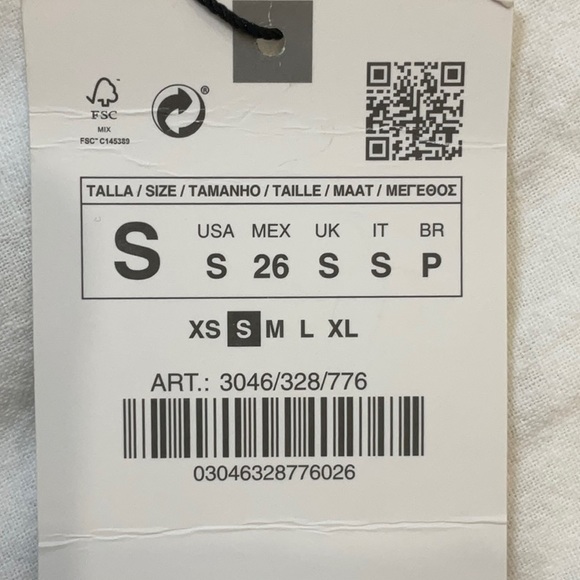 FSC
MIX
FSC™ C145389
®
TALLA / SIZE / TAMANHO / TAILLE / MAAT / ΜΕΓΕΘΟΣ
S
USA MEX UK IT BR
S 26 S S P
XS S M L XL
ART.: 3046/328/776
03046328776026